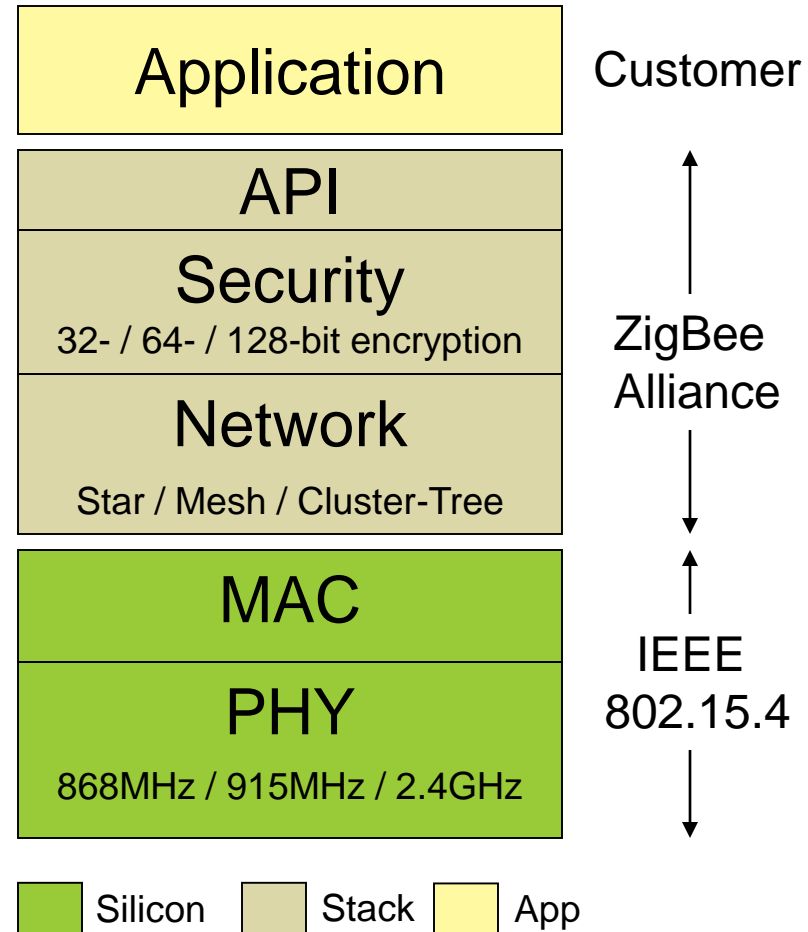 Application
Customer
API
Security
32- / 64- / 128-bit encryption
Network
Star / Mesh / Cluster-Tree
ZigBee
Alliance
MAC
PHY
868MHz / 915MHz / 2.4GHz
IEEE
802.15.4
Silicon
Stack
App